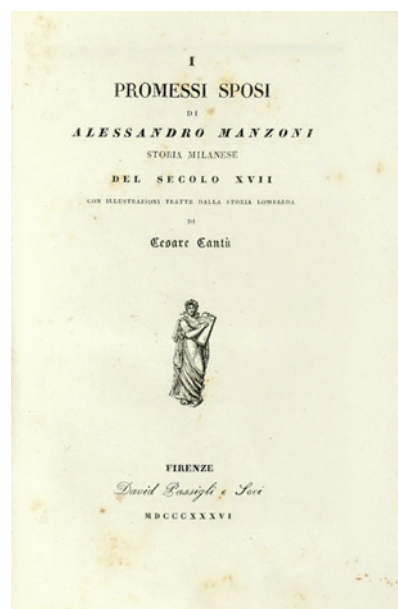 I
PROMESSI SPOSI
DI
ALESSANDRO MANZONI
STORIA MILANESE
DEL SECOLO XVII
CON ILLUSTRAZIONI TRATTE DALLA STORIA LOMBARDA
DI
Cesare Cantù
FIRENZE
David Passigli e Soci
MDCCCXXXVI